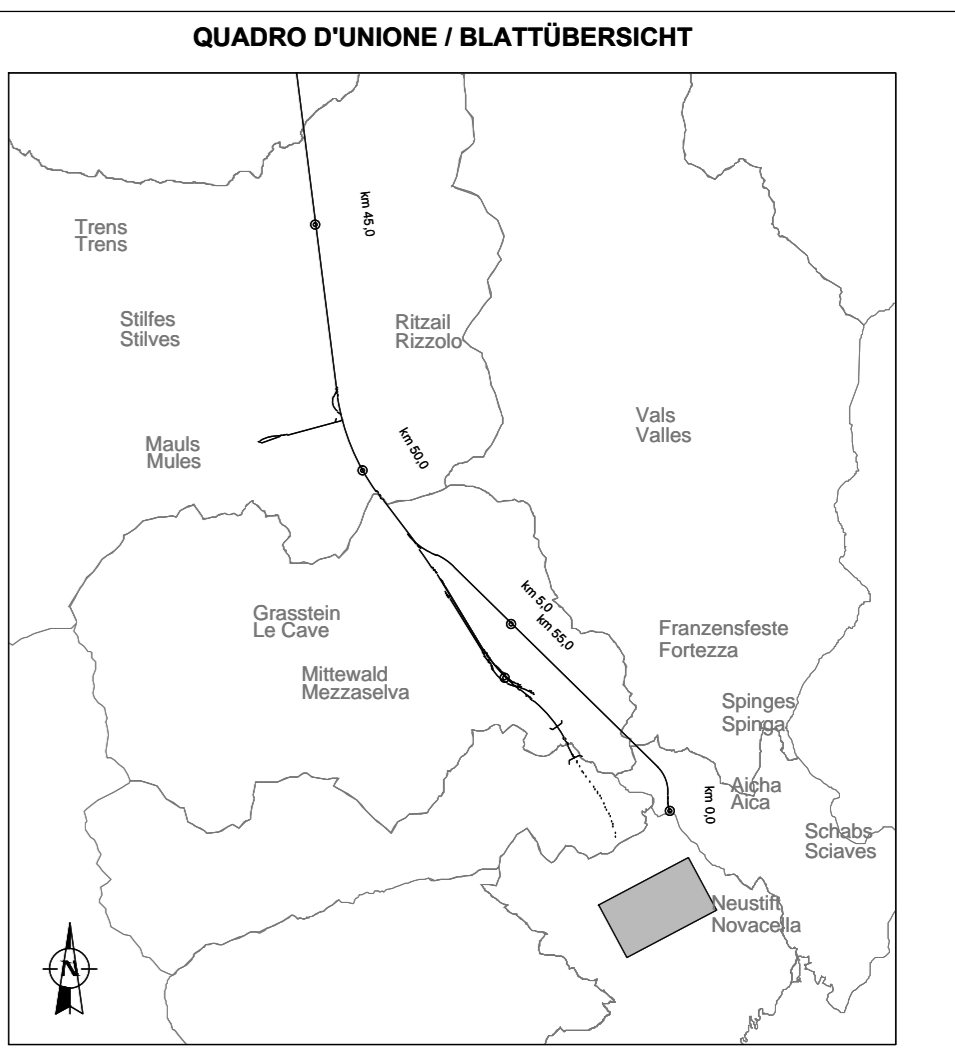 QUADRO D'UNIONE / BLATTÜBERSICHT
km 45,0
Trens
Trens
Stilfes
Stilves
Ritzail
Rizzolo
Vals
Valles
Mauls
Mules
km 50,0
km 5,0
km 55,0
Grasstein
Le Cave
Franzensfeste
Fortezza
Mittewald
Mezzaselva
Spinges
Spinga
Aicha
Aica
km 0,0
Schabs
Sciaves
Neustift
Novacella
N